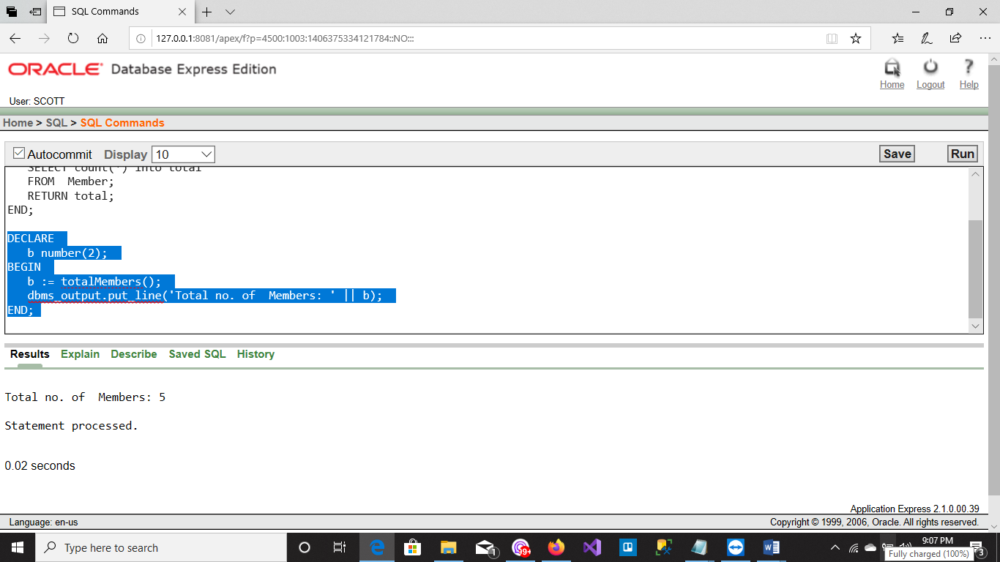 SQL Commands
127.0.0.1:8081/apex/f?p=4500:1003:1406375334121784::NO:::
ORACLE Database Express Edition
Home Logout Help
User: SCOTT
Home > SQL > SQL Commands
Autocommit Display 10 Save Run
SELECT count(*) into total
FROM  Member;
RETURN total;
END;
DECLARE
b number(2);
BEGIN
b := totalMembers();
dbms_output.put_line('Total no. of  Members: ' || b);
END;
Results Explain Describe Saved SQL History
Total no. of  Members: 5
Statement processed.
0.02 seconds
Application Express 2.1.0.00.39
Language: en-us Copyright © 1999, 2006, Oracle. All rights reserved.
Type here to search 1 9+ 9:07 PM 3
Fully charged (100%)